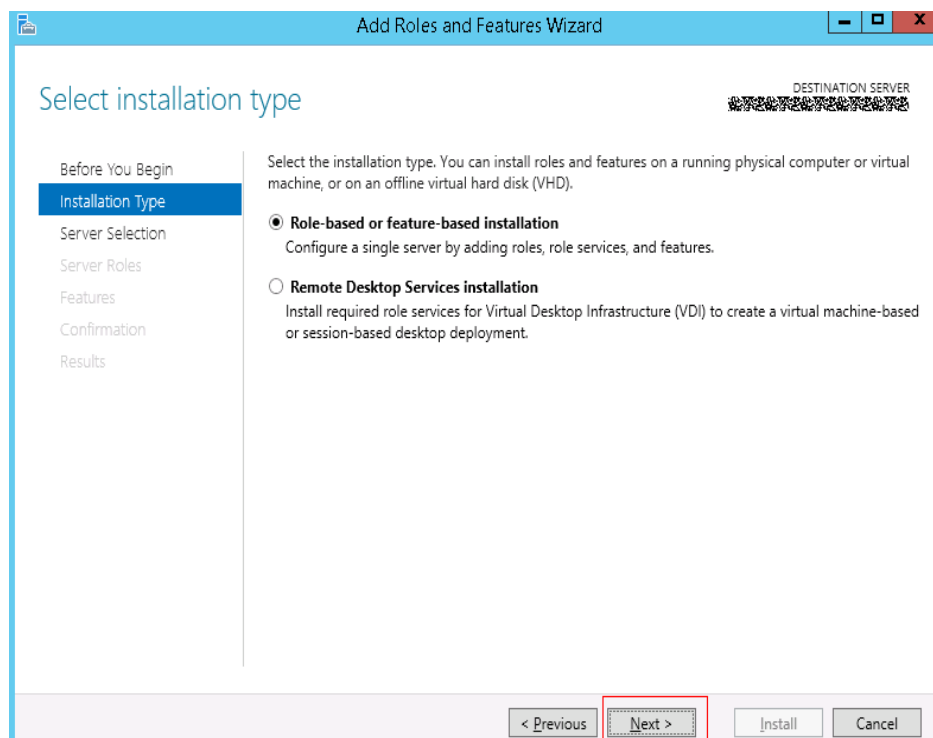 Add Roles and Features Wizard
X
Select installation type
DESTINATION SERVER
Before You Begin
Installation Type
Server Selection
Server Roles
Features
Confirmation
Results
Select the installation type. You can install roles and features on a running physical computer or virtual
machine, or on an offline virtual hard disk (VHD).
Role-based or feature-based installation
Configure a single server by adding roles, role services, and features.
Remote Desktop Services installation
Install required role services for Virtual Desktop Infrastructure (VDI) to create a virtual machine-based
or session-based desktop deployment.
< Previous
Next >
Install
Cancel